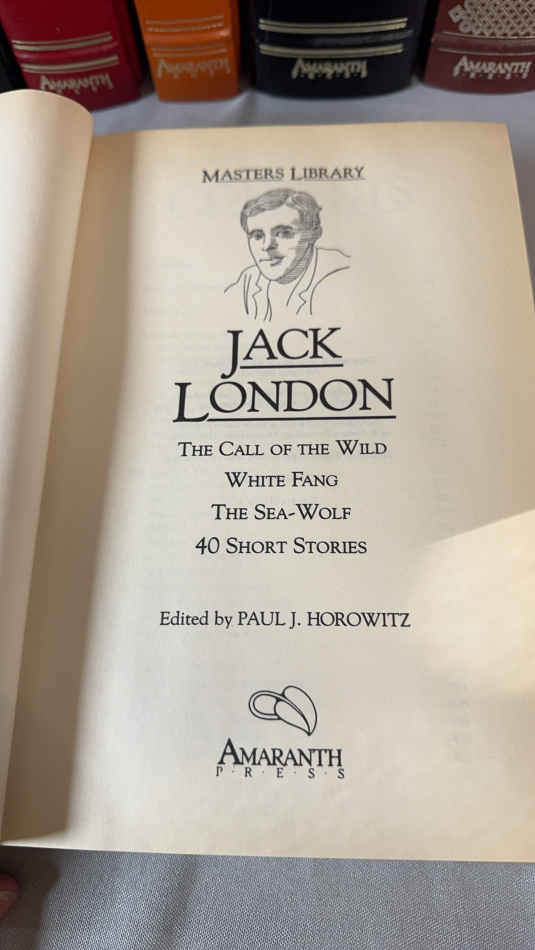 AMARANTH
P·R·E·S·S
AMARANTH
P·R·E·S·S
AMARANTH
P·R·E·S·S
AMARANTH
P·R·E·S·S
MASTERS LIBRARY
JACK
LONDON
THE CALL OF THE WILD
WHITE FANG
THE SEA-WOLF
40 SHORT STORIES
Edited by PAUL J. HOROWITZ
AMARANTH
P·R·E·S·S